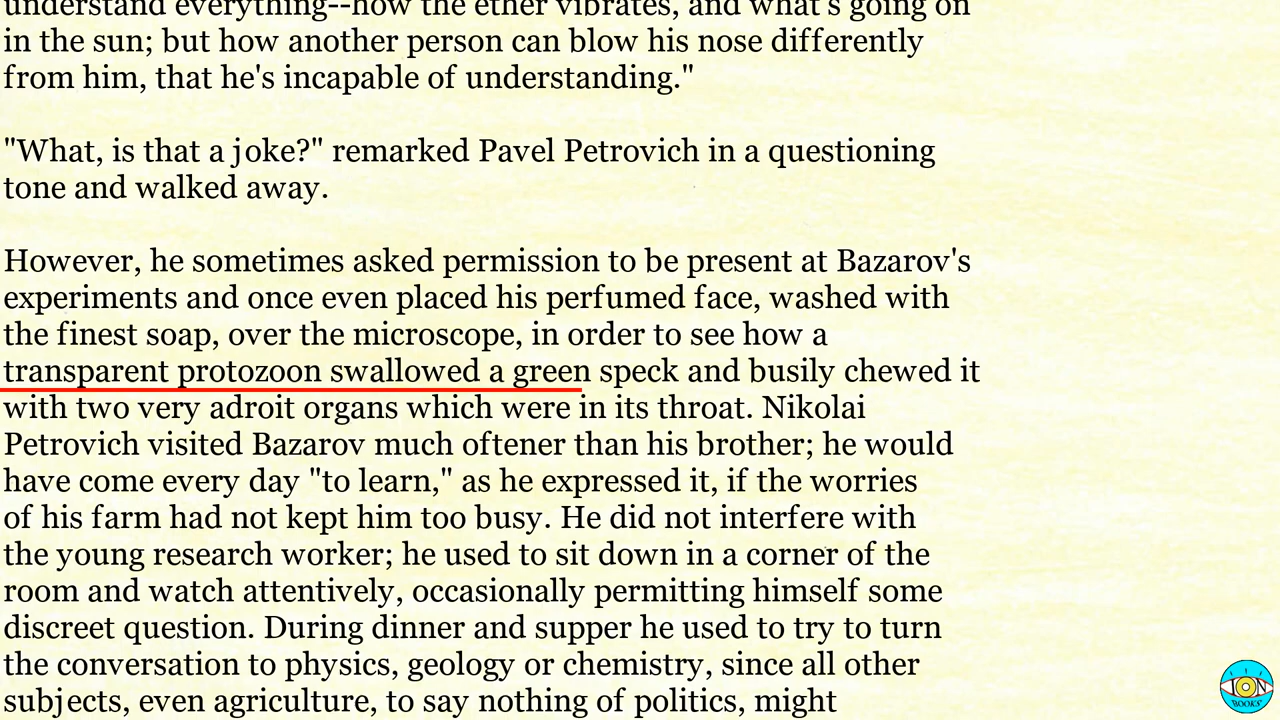 understand everything--how the ether vibrates, and what's going on
in the sun; but how another person can blow his nose differently
from him, that he's incapable of understanding."
"What, is that a joke?" remarked Pavel Petrovich in a questioning
tone and walked away.
However, he sometimes asked permission to be present at Bazarov's
experiments and once even placed his perfumed face, washed with
the finest soap, over the microscope, in order to see how a
transparent protozoon swallowed a green speck and busily chewed it
with two very adroit organs which were in its throat. Nikolai
Petrovich visited Bazarov much oftener than his brother; he would
have come every day "to learn," as he expressed it, if the worries
of his farm had not kept him too busy. He did not interfere with
the young research worker; he used to sit down in a corner of the
room and watch attentively, occasionally permitting himself some
discreet question. During dinner and supper he used to try to turn
the conversation to physics, geology or chemistry, since all other
subjects, even agriculture, to say nothing of politics, might
ION
BOOKS